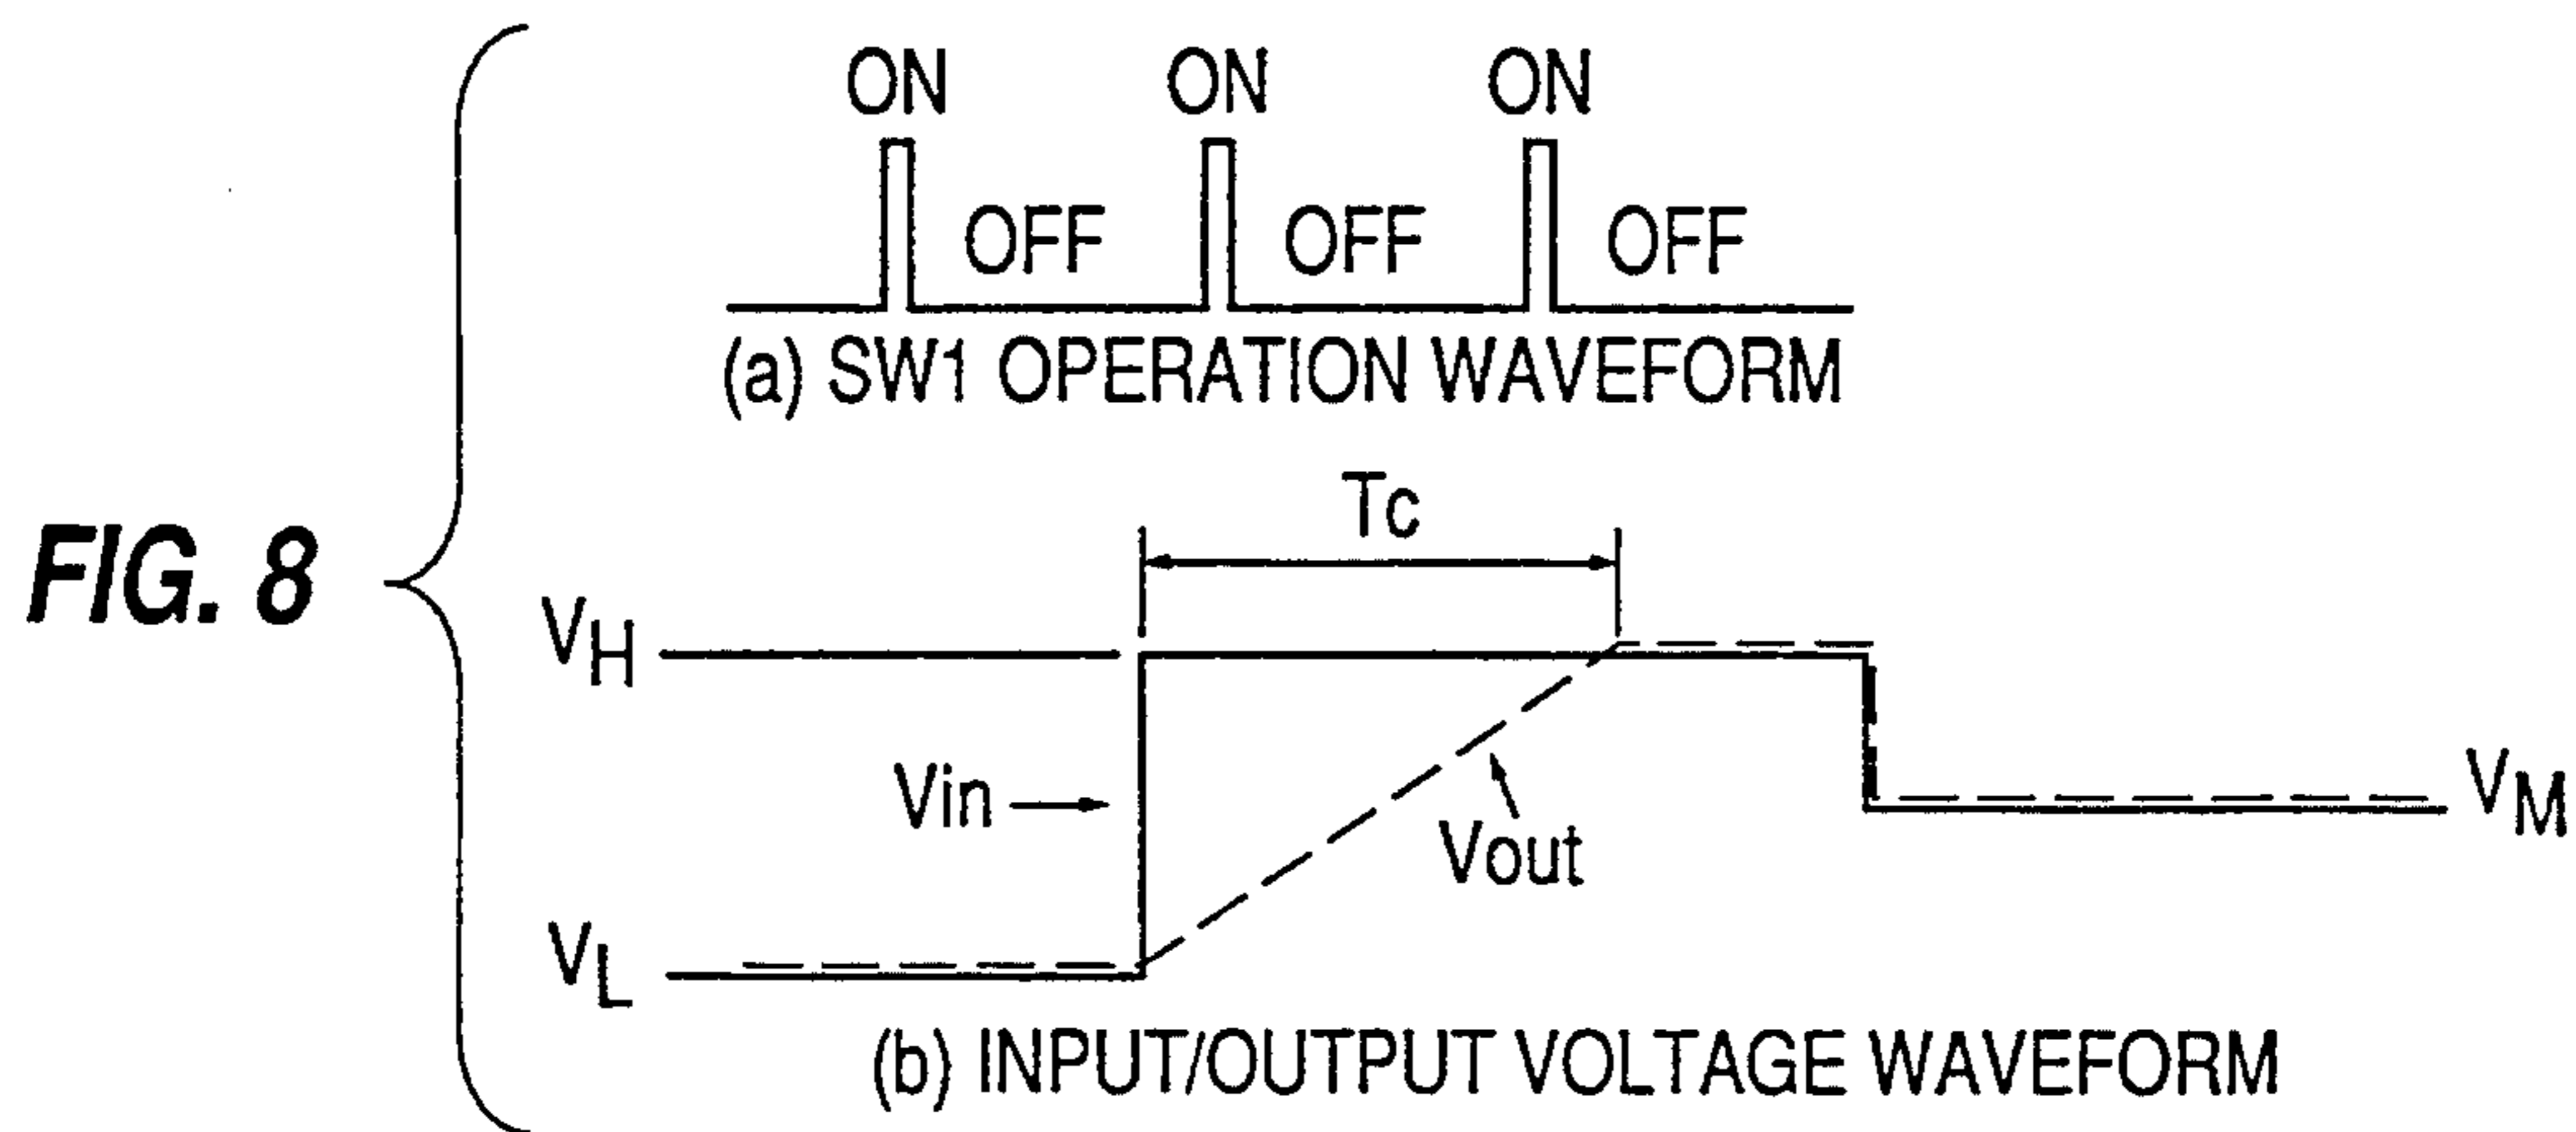 ON ON ON
OFF OFF OFF
(a) SW1 OPERATION WAVEFORM
FIG. 8
Tc
VH
Vin
Vout
VM
VL
(b) INPUT/OUTPUT VOLTAGE WAVEFORM